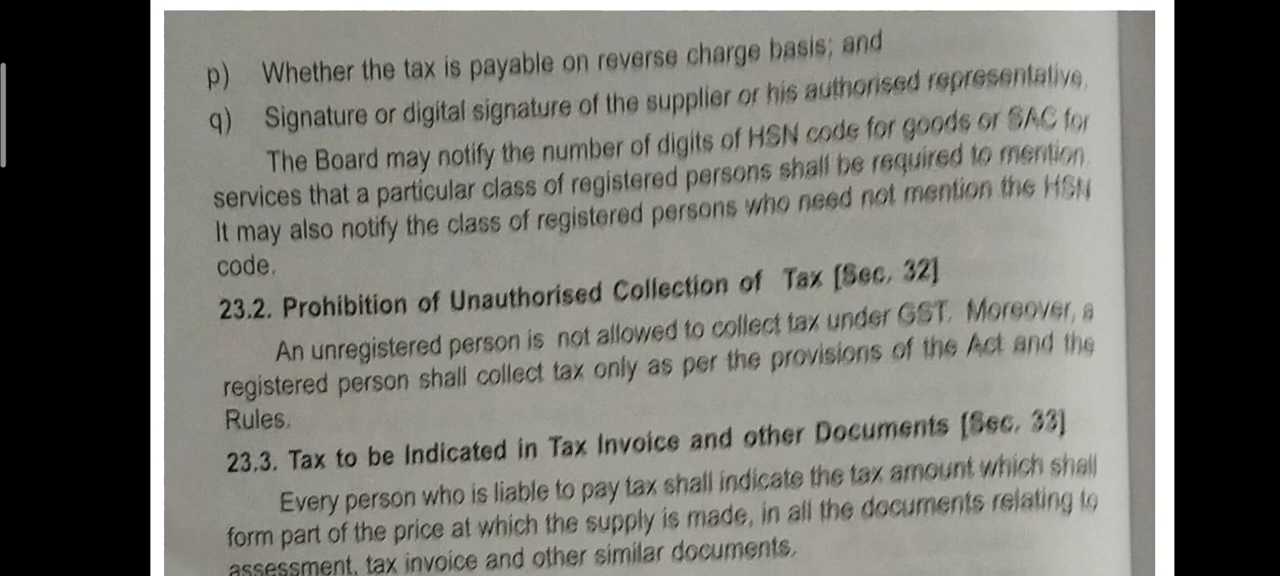 p) Whether the tax is payable on reverse charge basis; and
q) Signature or digital signature of the supplier or his authorised representative.
The Board may notify the number of digits of HSN code for goods or SAC for
services that a particular class of registered persons shall be required to mention.
It may also notify the class of registered persons who need not mention the HSN
code.
23.2. Prohibition of Unauthorised Collection of Tax [Sec. 32]
An unregistered person is not allowed to collect tax under GST. Moreover, a
registered person shall collect tax only as per the provisions of the Act and the
Rules.
23.3. Tax to be Indicated in Tax Invoice and other Documents [Sec. 33]
Every person who is liable to pay tax shall indicate the tax amount which shall
form part of the price at which the supply is made, in all the documents relating to
assessment, tax invoice and other similar documents.